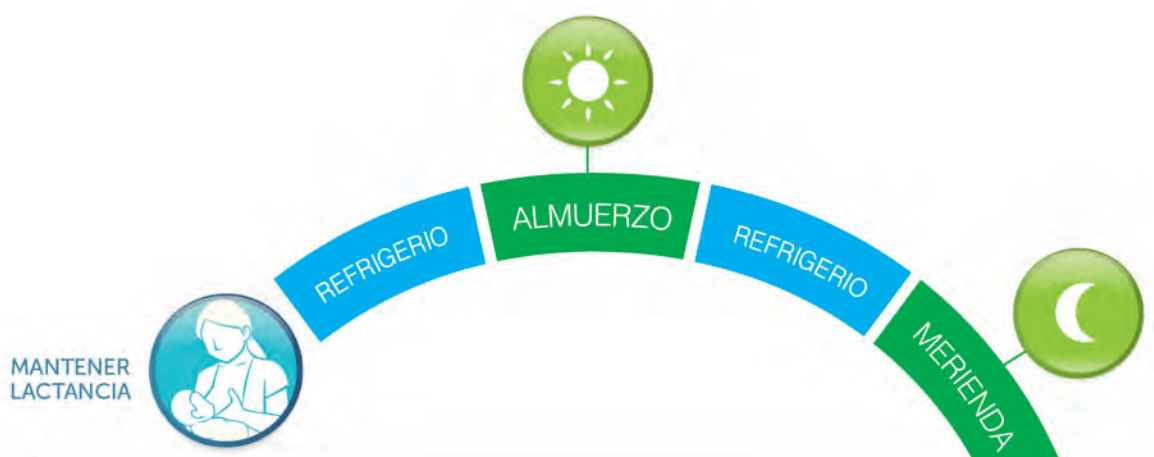 MANTENER
LACTANCIA
REFRIGERIO
ALMUERZO
REFRIGERIO
MERIENDA